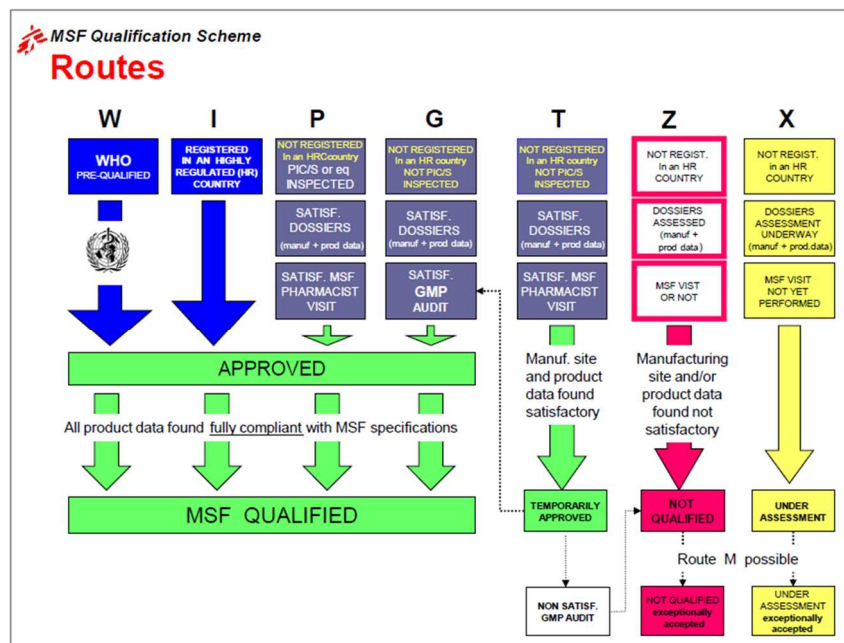 MSF Qualification Scheme
Routes
W
I
P
G
T
Z
X
WHO
PRE-QUALIFIED
REGISTERED
IN AN HIGHLY
REGULATED (HR)
COUNTRY
NOT REGISTERED
In an HRCcountry
PIC/S or eq
INSPECTED
SATISF.
DOSSIERS
(manuf + prod data)
SATISF. MSF
PHARMACIST
VISIT
NOT REGISTERED
In an HR country
NOT PIC/S
INSPECTED
SATISF.
DOSSIERS
(manuf + prod data)
SATISF.
GMP
AUDIT
NOT REGISTERED
In an HR country
NOT PIC/S
INSPECTED
SATISF.
DOSSIERS
(manuf + prod data)
SATISF. MSF
PHARMACIST
VISIT
NOT REGIST.
In an HR
COUNTRY
DOSSIERS
ASSESSED
(manuf +
prod data)
MSF VIST
OR NOT
NOT REGIST.
in an HR
COUNTRY
DOSSIERS
ASSESSMENT
UNDERWAY
(manuf + prod.data)
MSF VISIT
NOT YET
PERFORMED
APPROVED
All product data found fully compliant with MSF specifications
MSF QUALIFIED
Manuf. site
and product
data found
satisfactory
Manufacturing
site and/or
product data
found not
satisfactory
TEMPORARILY
APPROVED
NOT
QUALIFIED
UNDER
ASSESSMENT
Route M possible
NON SATISF.
GMP AUDIT
NOT QUALIFIED
exceptionally
accepted
UNDER
ASSESSMENT
exceptionally
accepted